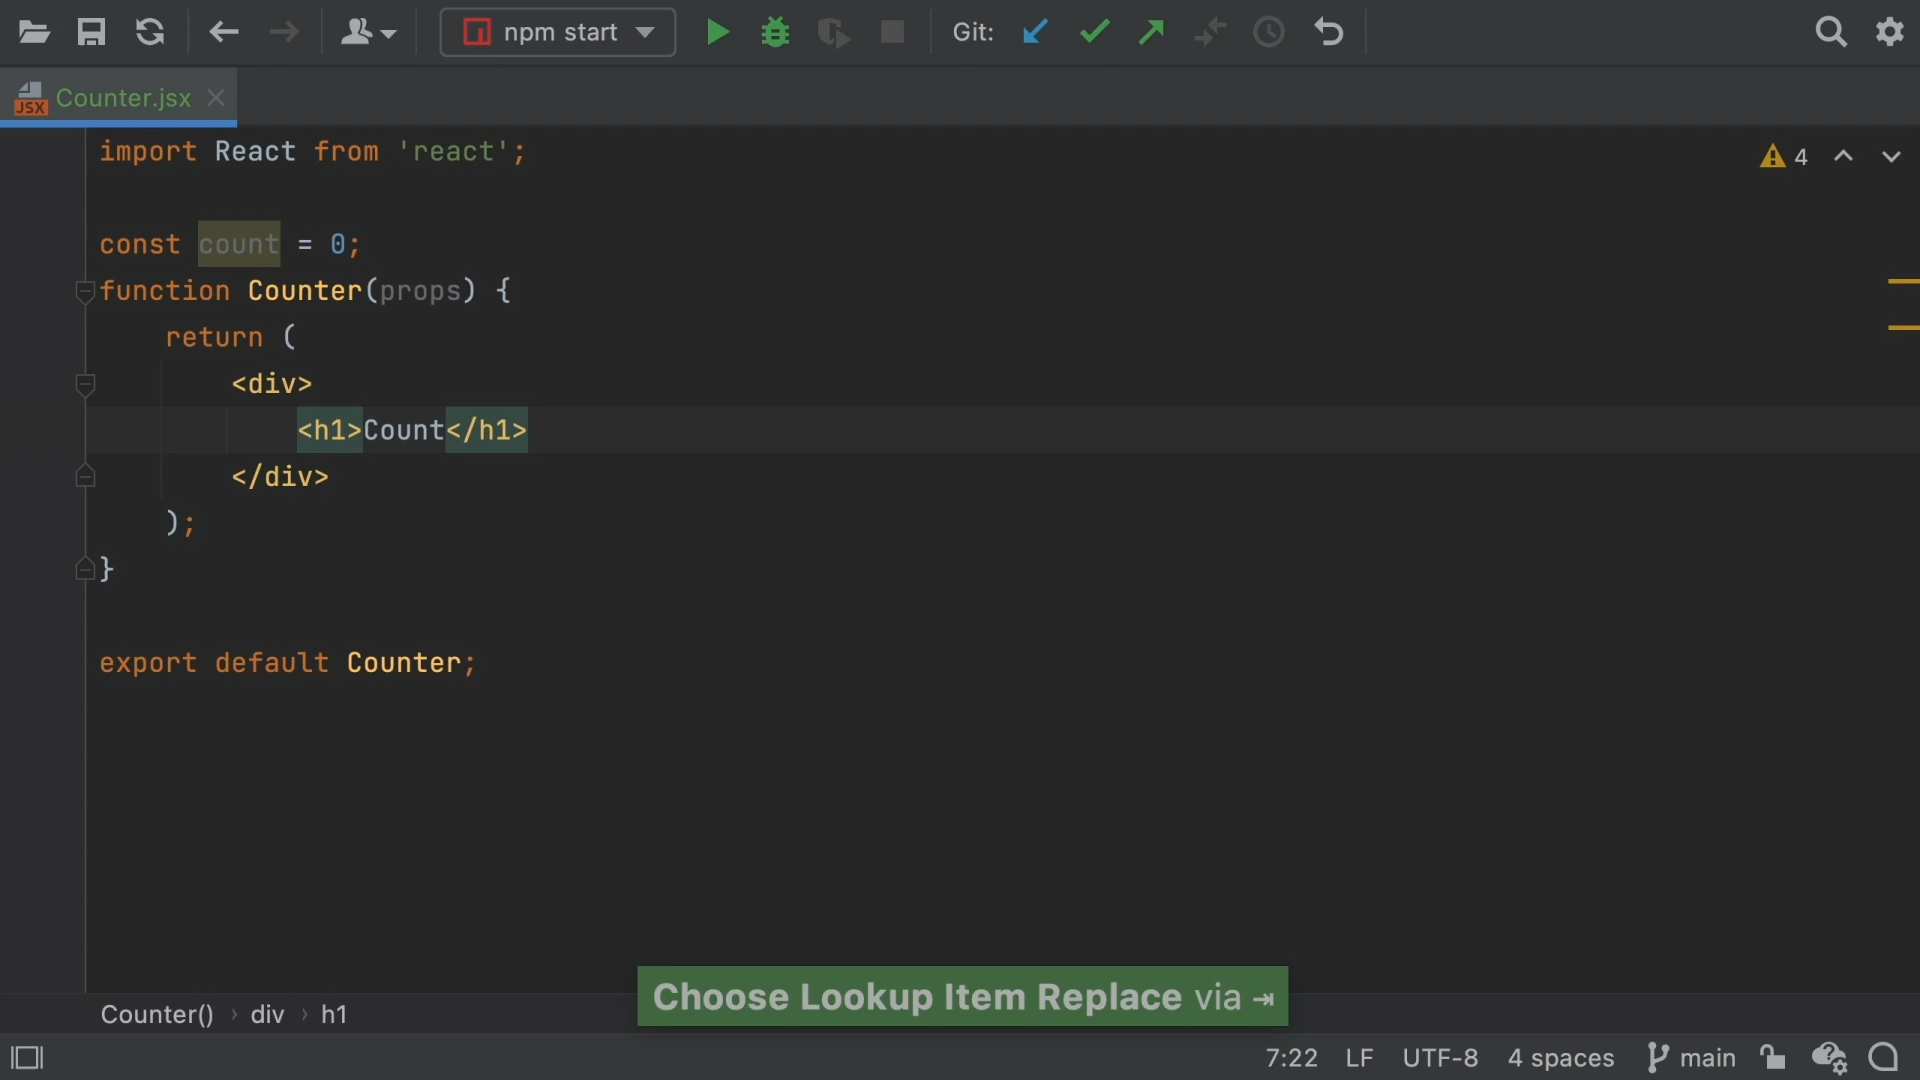 npm start
Git:
JSX Counter.jsx
import React from 'react';
4
const count = 0;
function Counter(props) {
return (
<div>
<h1>Count</h1>
</div>
);
}
export default Counter;
Choose Lookup Item Replace via ⇥
Counter() › div › h1
7:22 LF UTF-8 4 spaces main